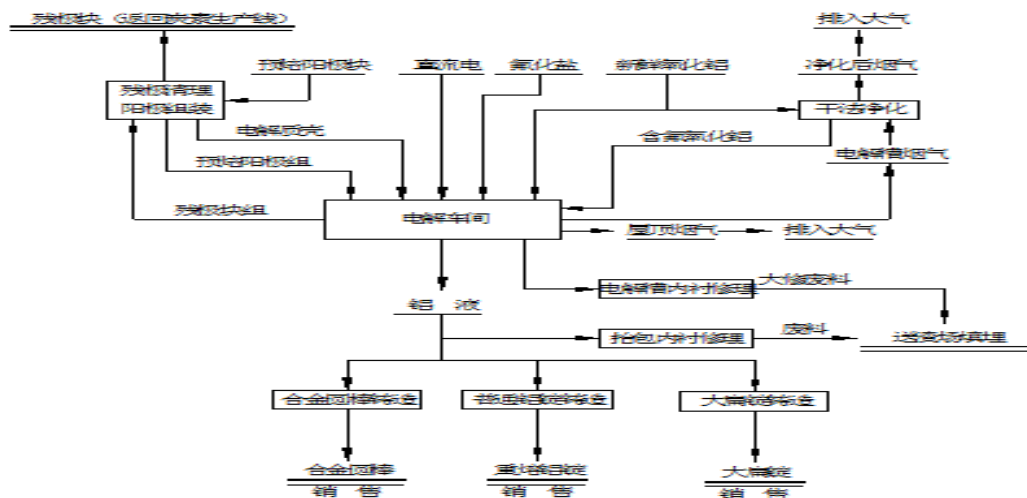 残极块（返回炭素生产线）
排入大气
预焙阳极块
直流电
氟化盐
新鲜氧化铝
净化后烟气
残极清理
阳极组装
干法净化
电解质壳
含氟氧化铝
预焙阳极组
电解槽烟气
残极块组
电解车间
屋顶烟气
排入大气
电解槽内衬修理
大修废料
铝 液
抬包内衬修理
废料
送渣场填埋
合金圆棒铸造
普通铝锭铸造
大扁锭铸造
合金圆棒
重熔铝锭
大扁锭
销 售
销 售
销 售